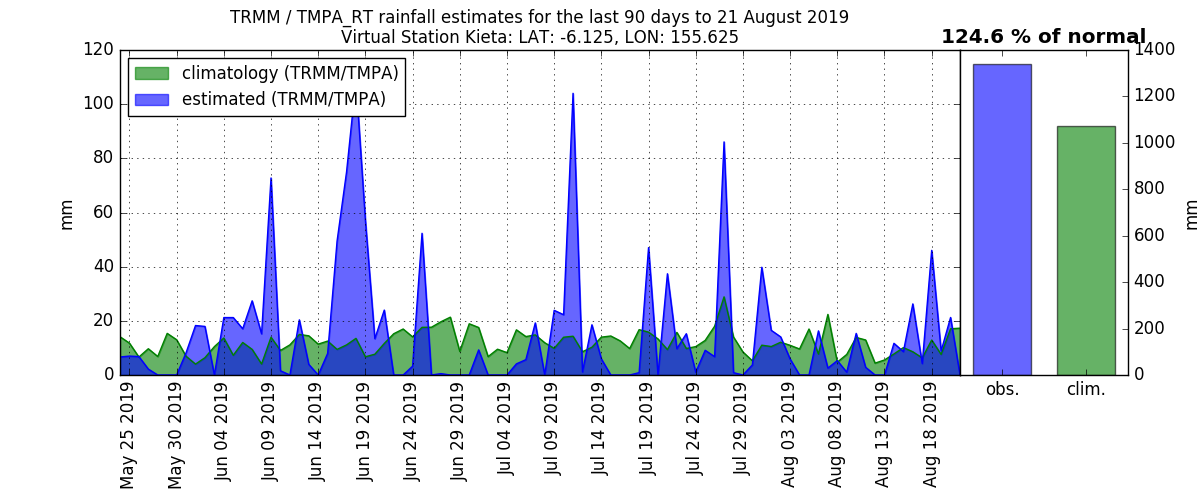 TRMM / TMPA_RT rainfall estimates for the last 90 days to 21 August 2019
Virtual Station Kieta: LAT: -6.125, LON: 155.625
124.6 % of normal
climatology (TRMM/TMPA)
estimated (TRMM/TMPA)
120
100
80
60
40
20
0
mm
1400
1200
1000
800
600
400
200
0
mm
May 25 2019
May 30 2019
Jun 04 2019
Jun 09 2019
Jun 14 2019
Jun 19 2019
Jun 24 2019
Jun 29 2019
Jul 04 2019
Jul 09 2019
Jul 14 2019
Jul 19 2019
Jul 24 2019
Jul 29 2019
Aug 03 2019
Aug 08 2019
Aug 13 2019
Aug 18 2019
obs.
clim.